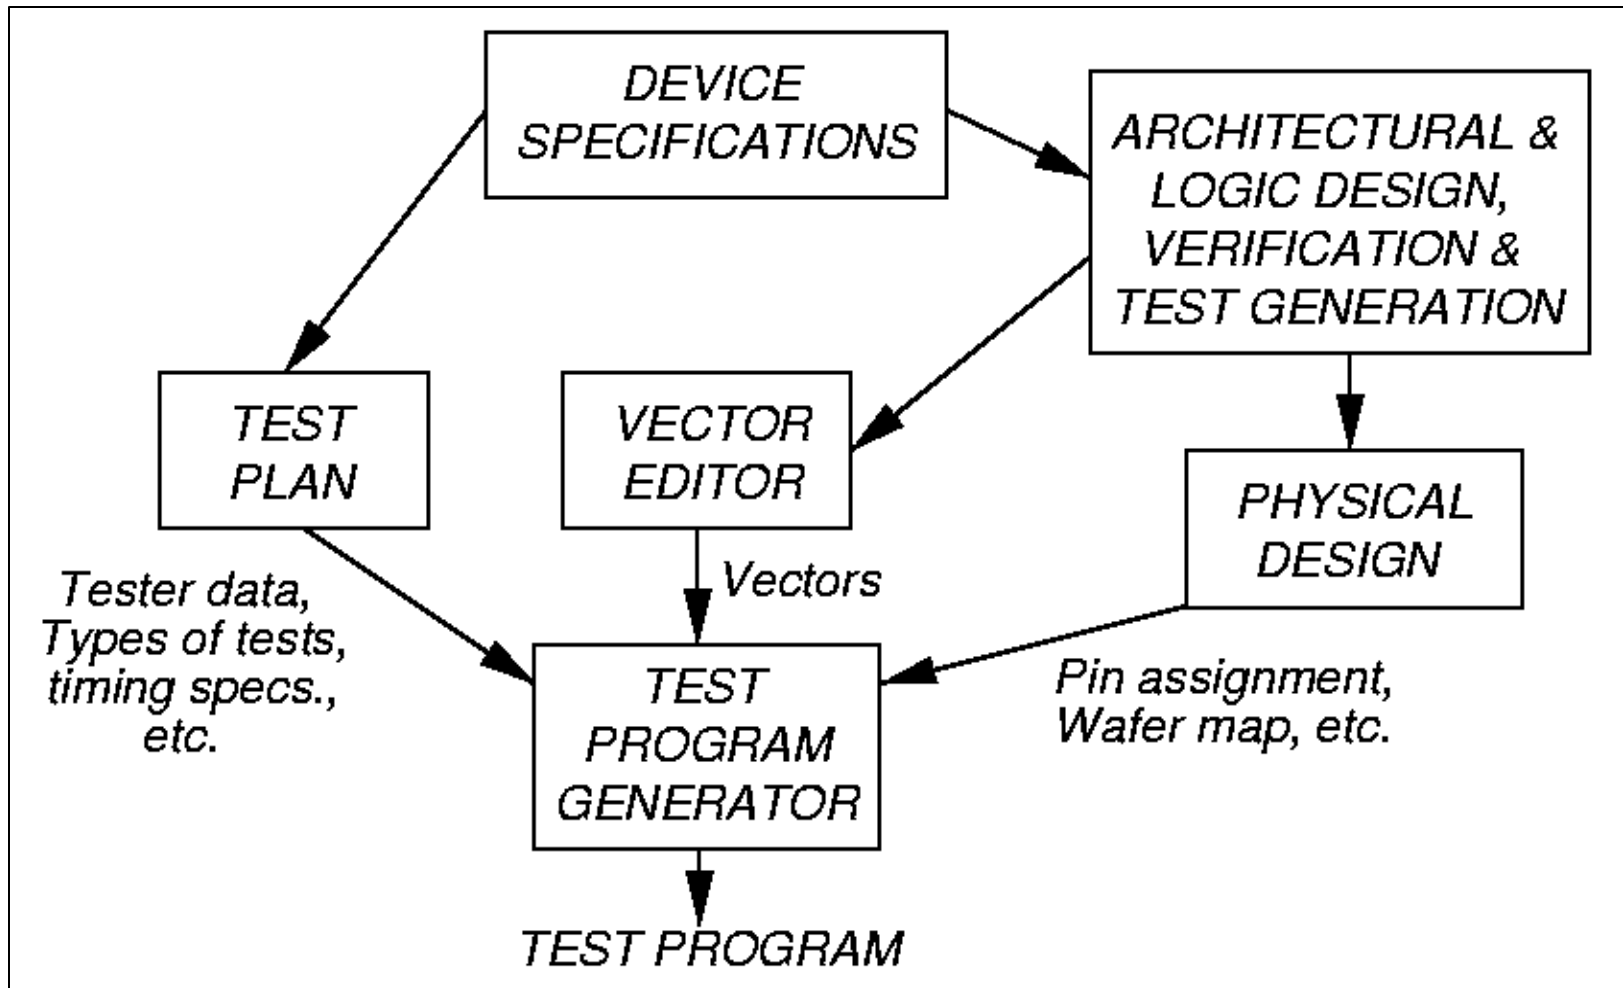 DEVICE
SPECIFICATIONS
ARCHITECTURAL &
LOGIC DESIGN,
VERIFICATION &
TEST GENERATION
TEST
PLAN
VECTOR
EDITOR
PHYSICAL
DESIGN
Tester data,
Types of tests,
timing specs.,
etc.
Vectors
Pin assignment,
Wafer map, etc.
TEST
PROGRAM
GENERATOR
TEST PROGRAM